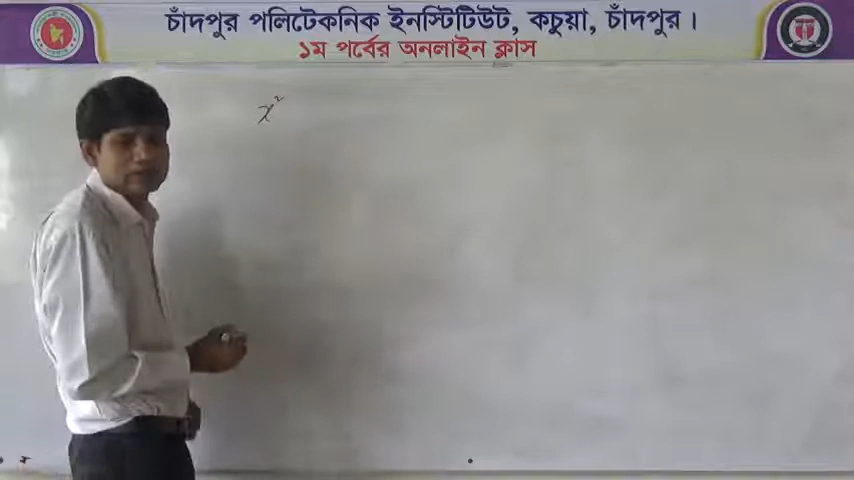 চাঁদপুর পলিটেকনিক ইনস্টিটিউট, কচুয়া, চাঁদপুর।
১ম পর্বের অনলাইন ক্লাস
x²